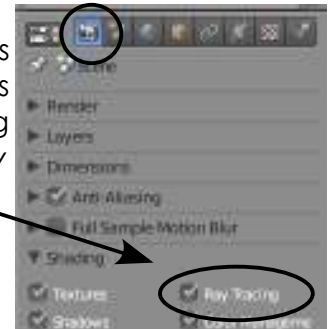 s
s
g
y
Scene
Render
Layers
Dimensions
Anti-Aliasing
Full Sample Motion Blur
Shading
Textures Ray Tracing
Shadows